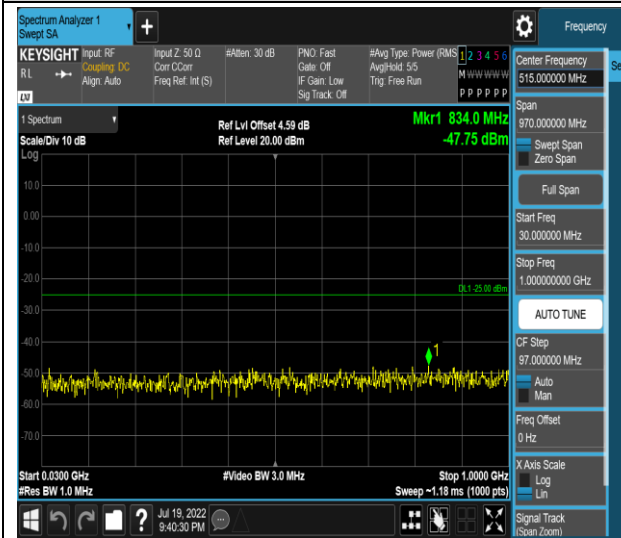 Spectrum Analyzer 1
Swept SA
Frequency
KEYSIGHT
RL
LXI
Input: RF
Coupling: DC
Align: Auto
Input Z: 50 Ω
Corr CCorr
Freq Ref: Int (S)
#Atten: 30 dB
PNO: Fast
Gate: Off
IF Gain: Low
Sig Track: Off
#Avg Type: Power (RMS
Avg|Hold: 5/5
Trig: Free Run
1 2 3 4 5 6
M W W W W W
P P P P P P
1 Spectrum
Scale/Div 10 dB
Log
Ref Lvl Offset 4.59 dB
Ref Level 20.00 dBm
Mkr1 834.0 MHz
-47.75 dBm
10.0
0.00
-10.0
-20.0
DL1 -25.00 dBm
-30.0
-40.0
1
-50.0
-60.0
-70.0
Start 0.0300 GHz
#Res BW 1.0 MHz
#Video BW 3.0 MHz
Stop 1.0000 GHz
Sweep ~1.18 ms (1000 pts)
Jul 19, 2022
9:40:30 PM
Center Frequency
515.000000 MHz
Se
Span
970.000000 MHz
Swept Span
Zero Span
Full Span
Start Freq
30.000000 MHz
Stop Freq
1.000000000 GHz
AUTO TUNE
CF Step
97.000000 MHz
Auto
Man
Freq Offset
0 Hz
X Axis Scale
Log
Lin
Signal Track
(Span Zoom)